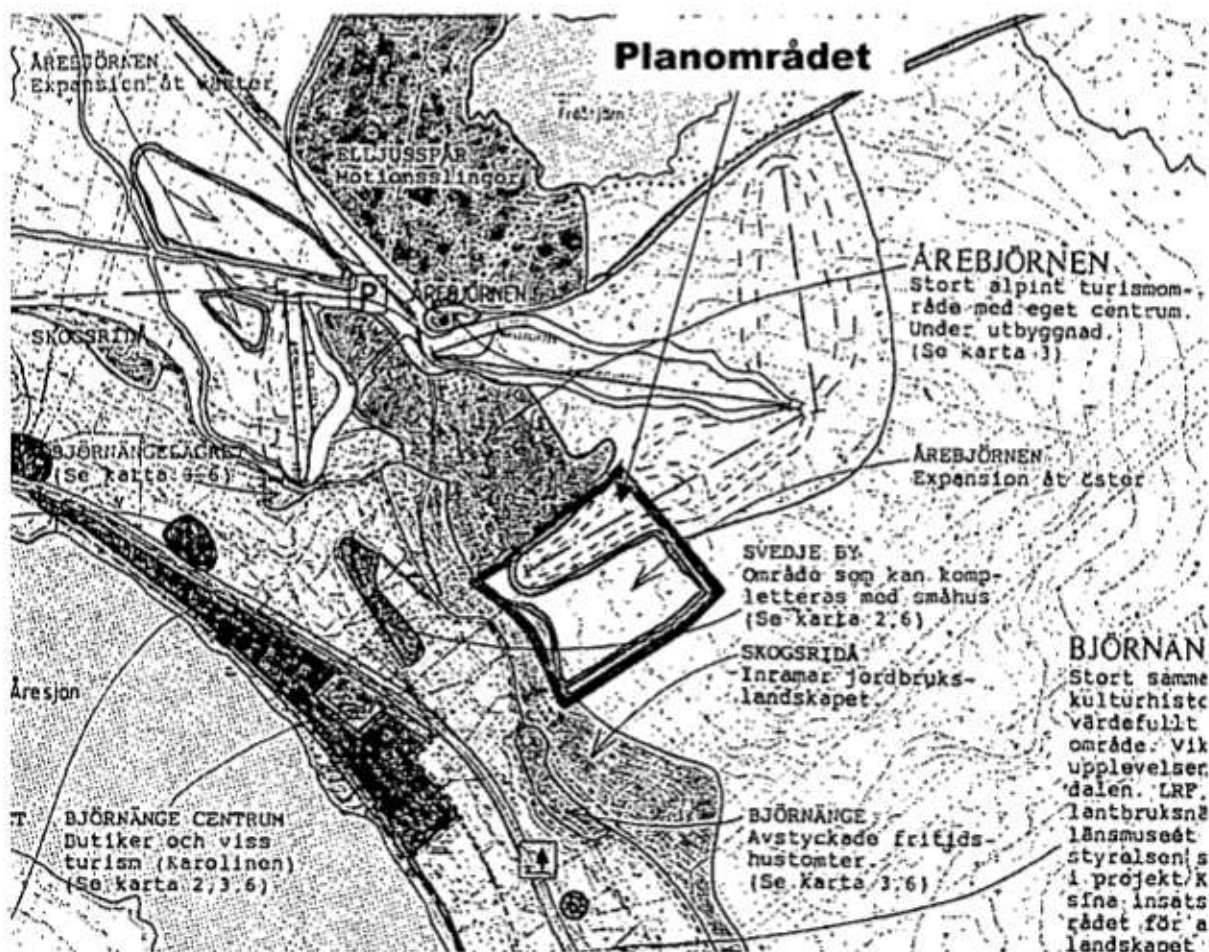 Planområdet
ÅREBJÖRNEN
Expansion åt väster
ELLJUSSPÅR
Motionsslingor
P
ÅREBJÖRNEN
SKOGSRIDÅ
ÅREBJÖRNEN
Stort alpint turismom-
råde med eget centrum.
Under utbyggnad.
(Se karta 3)
BJÖRNÄNGELÄGRET
(Se karta 3-6)
ÅREBJÖRNEN
Expansion åt öster
SVEDJE BY
Område som kan komp-
letteras med småhus
(Se karta 2,6)
SKOGSRIDÅ
Inramar jordbruks-
landskapet
Åresjön
BJÖRNÄNGE CENTRUM
Butiker och viss
turism (Karolinen)
(Se karta 2,3,6)
BJÖRNÄNGE
Avstyckade fritids-
hustomter.
(Se Karta 3,6)
BJÖRNÄN
Stort samma
kulturhisto
värdefullt
område. Vik
upplevelser
dalen. LRF,
lantbruksnä
länsmuseet
styrelsen s
i projekt K
sina insats
rådet för a
landskapet